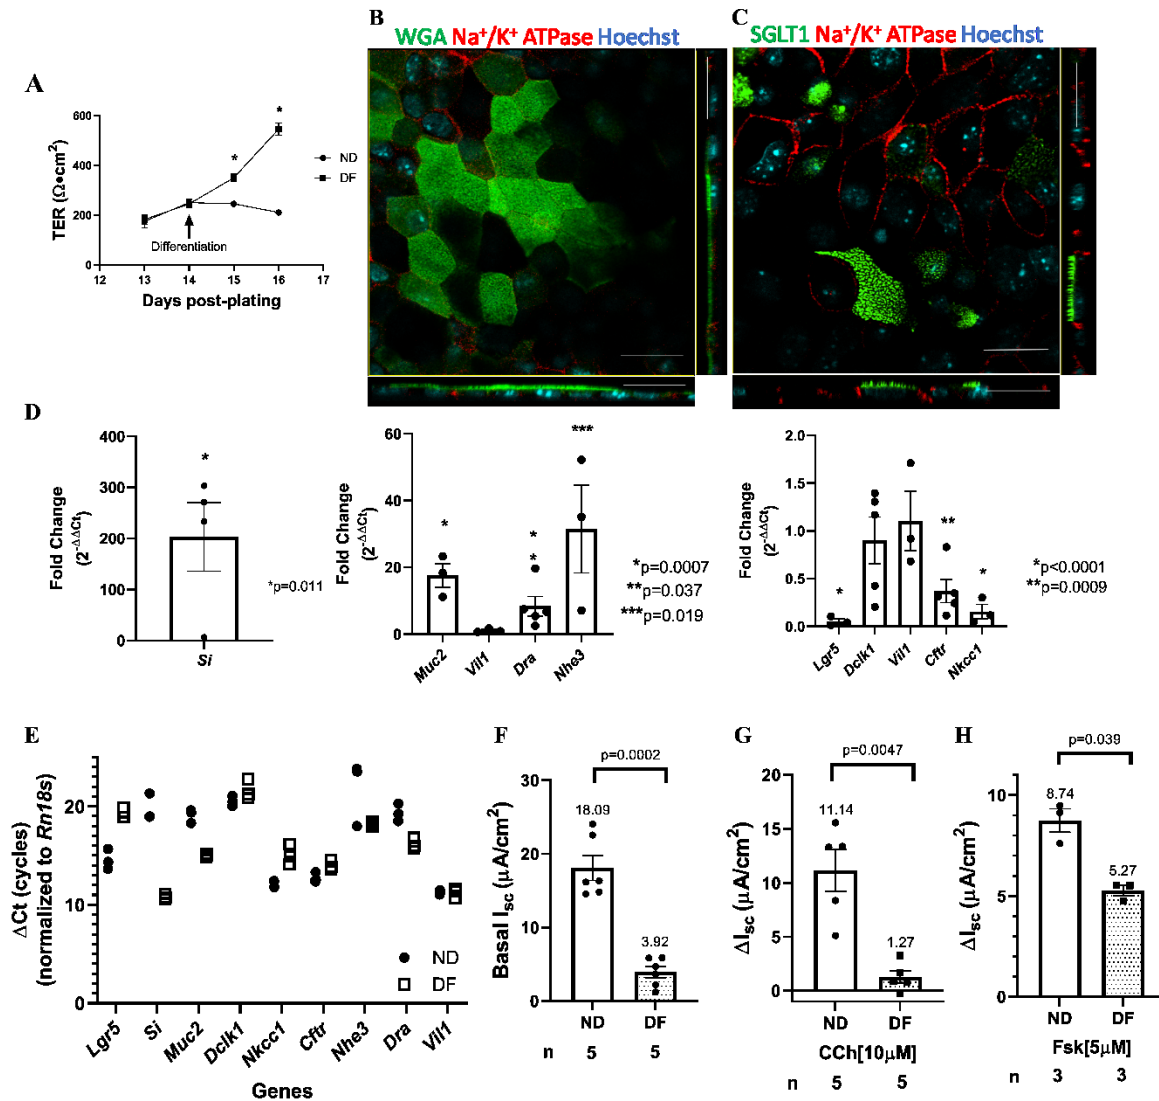 A
TER (Ω•cm²)
600
400
200
0
12 13 14 15 16 17
Differentiation
* *
ND
DF
Days post-plating
B
WGA Na⁺/K⁺ ATPase Hoechst
C
SGLT1 Na⁺/K⁺ ATPase Hoechst
D
Fold Change
(2^-ΔΔCt)
400
300
200
100
0
*
*p=0.011
Si
Fold Change
(2^-ΔΔCt)
60
40
20
0
*
*
*
***
*p=0.0007
**p=0.037
***p=0.019
Muc2 Vil1 Dra Nhe3
Fold Change
(2^-ΔΔCt)
2.0
1.5
1.0
0.5
0.0
*
**
*
*p<0.0001
**p=0.0009
Lgr5 Dclk1 Vil1 Cftr Nkcc1
E
ΔCt (cycles)
(normalized to Rn18s)
20
10
0
ND
DF
Lgr5 Si Muc2 Dclk1 Nkcc1 Cftr Nhe3 Dra Vil1
Genes
F
p=0.0002
Basal Isc (μA/cm²)
30
20
10
0
18.09
3.92
ND DF
n 5 5
G
p=0.0047
ΔIsc (μA/cm²)
20
15
10
5
0
11.14
1.27
ND DF
CCh[10μM]
n 5 5
H
p=0.039
ΔIsc (μA/cm²)
10
5
0
8.74
5.27
ND DF
Fsk[5μM]
n 3 3